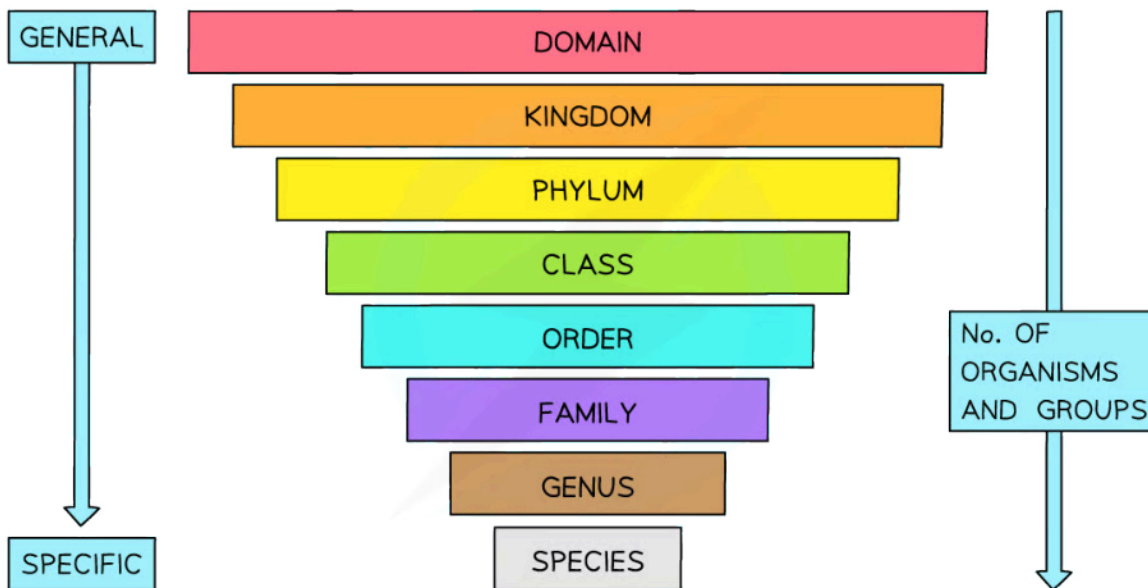 GENERAL
DOMAIN
KINGDOM
PHYLUM
CLASS
ORDER
No. OF
ORGANISMS
AND GROUPS
FAMILY
GENUS
SPECIES
SPECIFIC